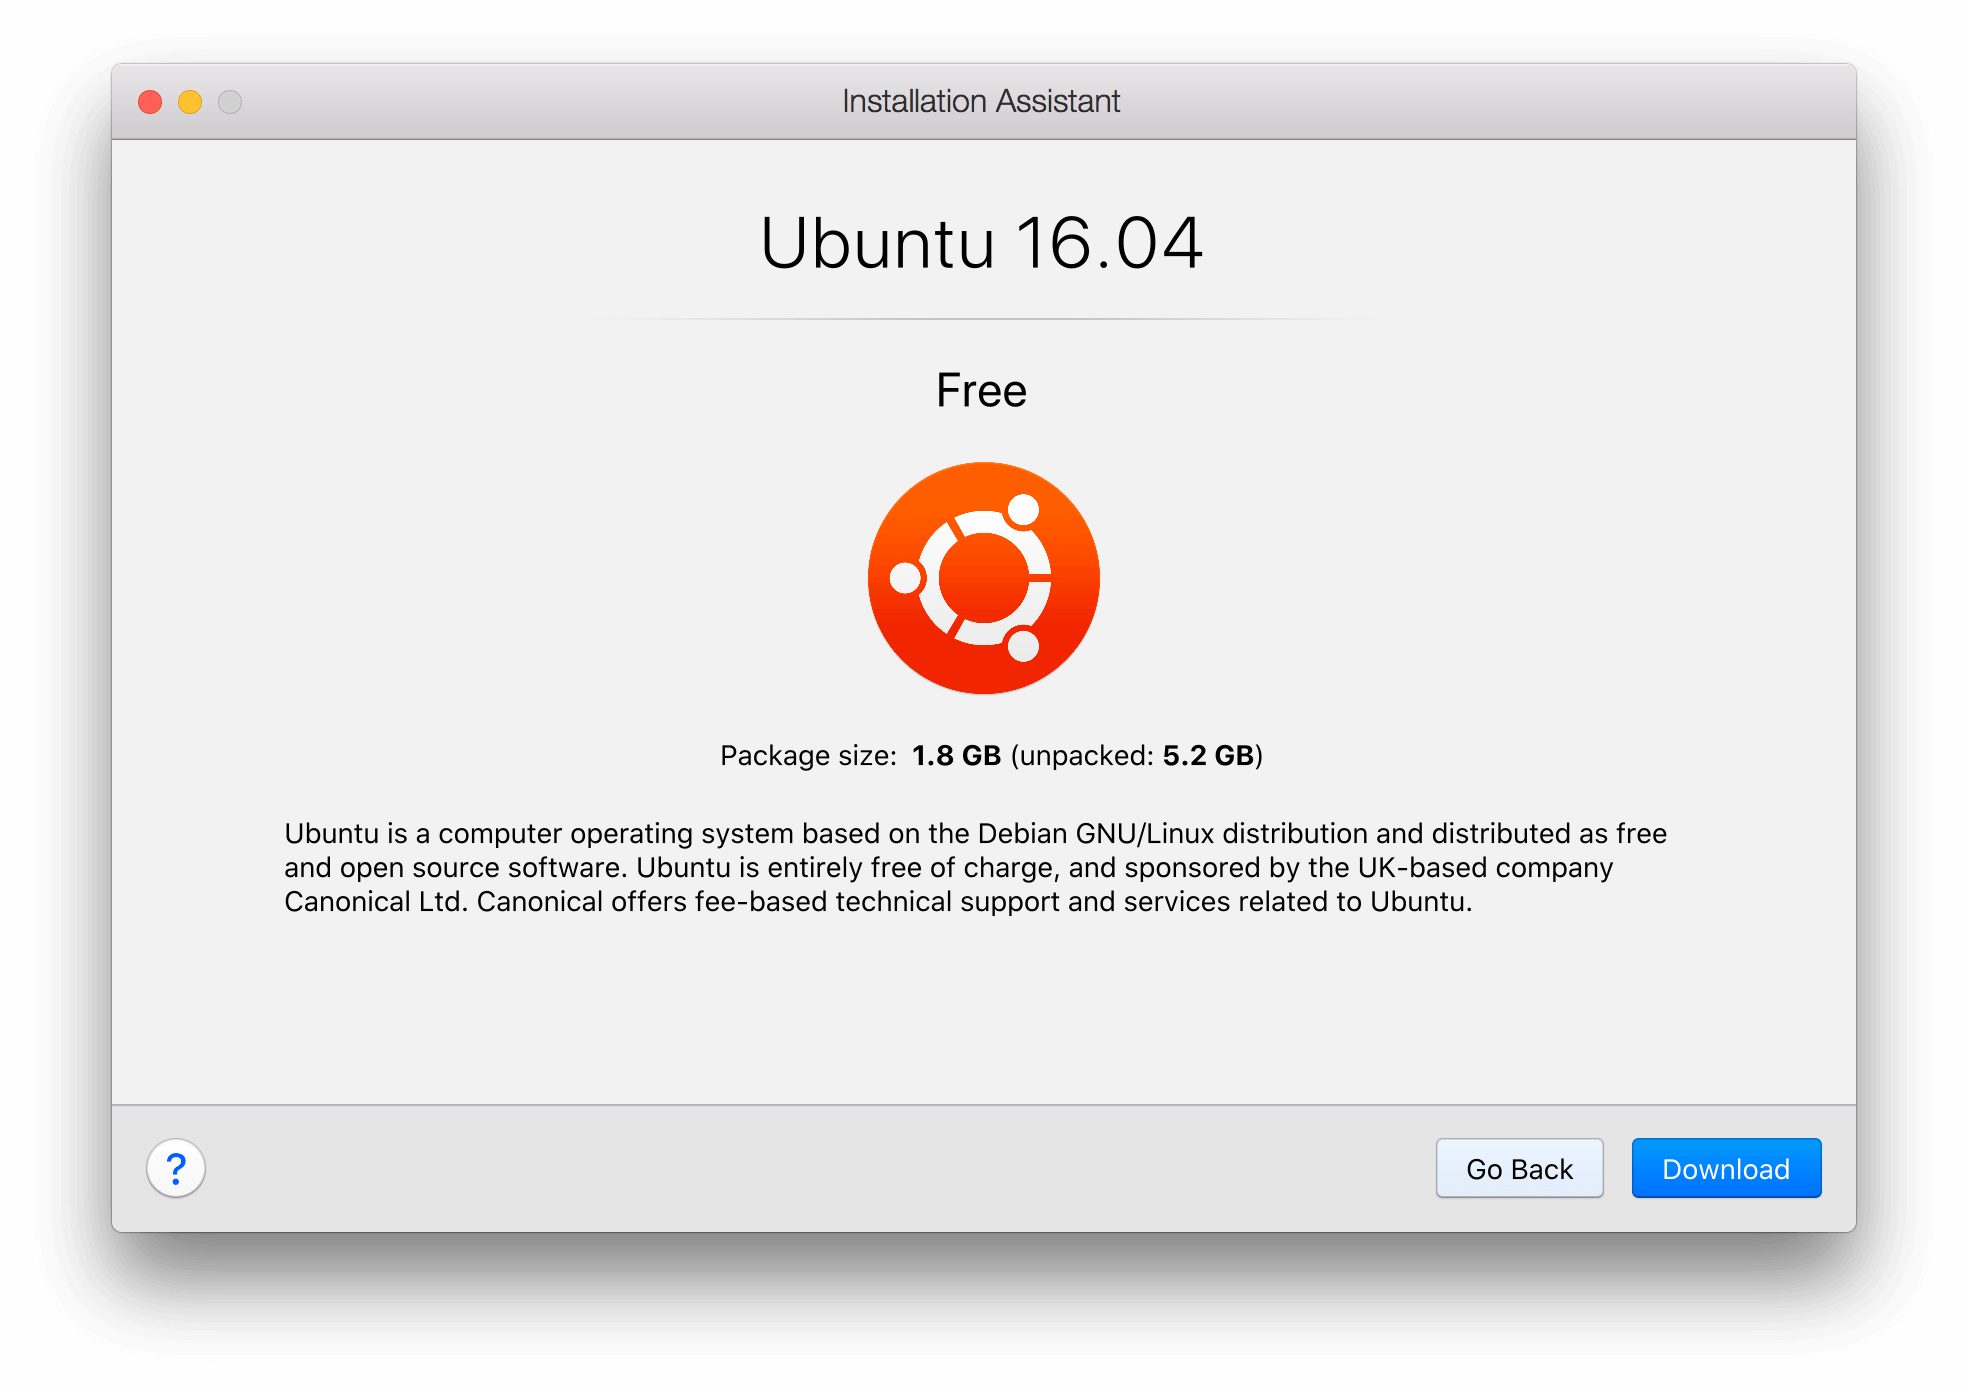 Installation Assistant
Ubuntu 16.04
Free
Package size: 1.8 GB (unpacked: 5.2 GB)
Ubuntu is a computer operating system based on the Debian GNU/Linux distribution and distributed as free
and open source software. Ubuntu is entirely free of charge, and sponsored by the UK-based company
Canonical Ltd. Canonical offers fee-based technical support and services related to Ubuntu.
? Go Back Download